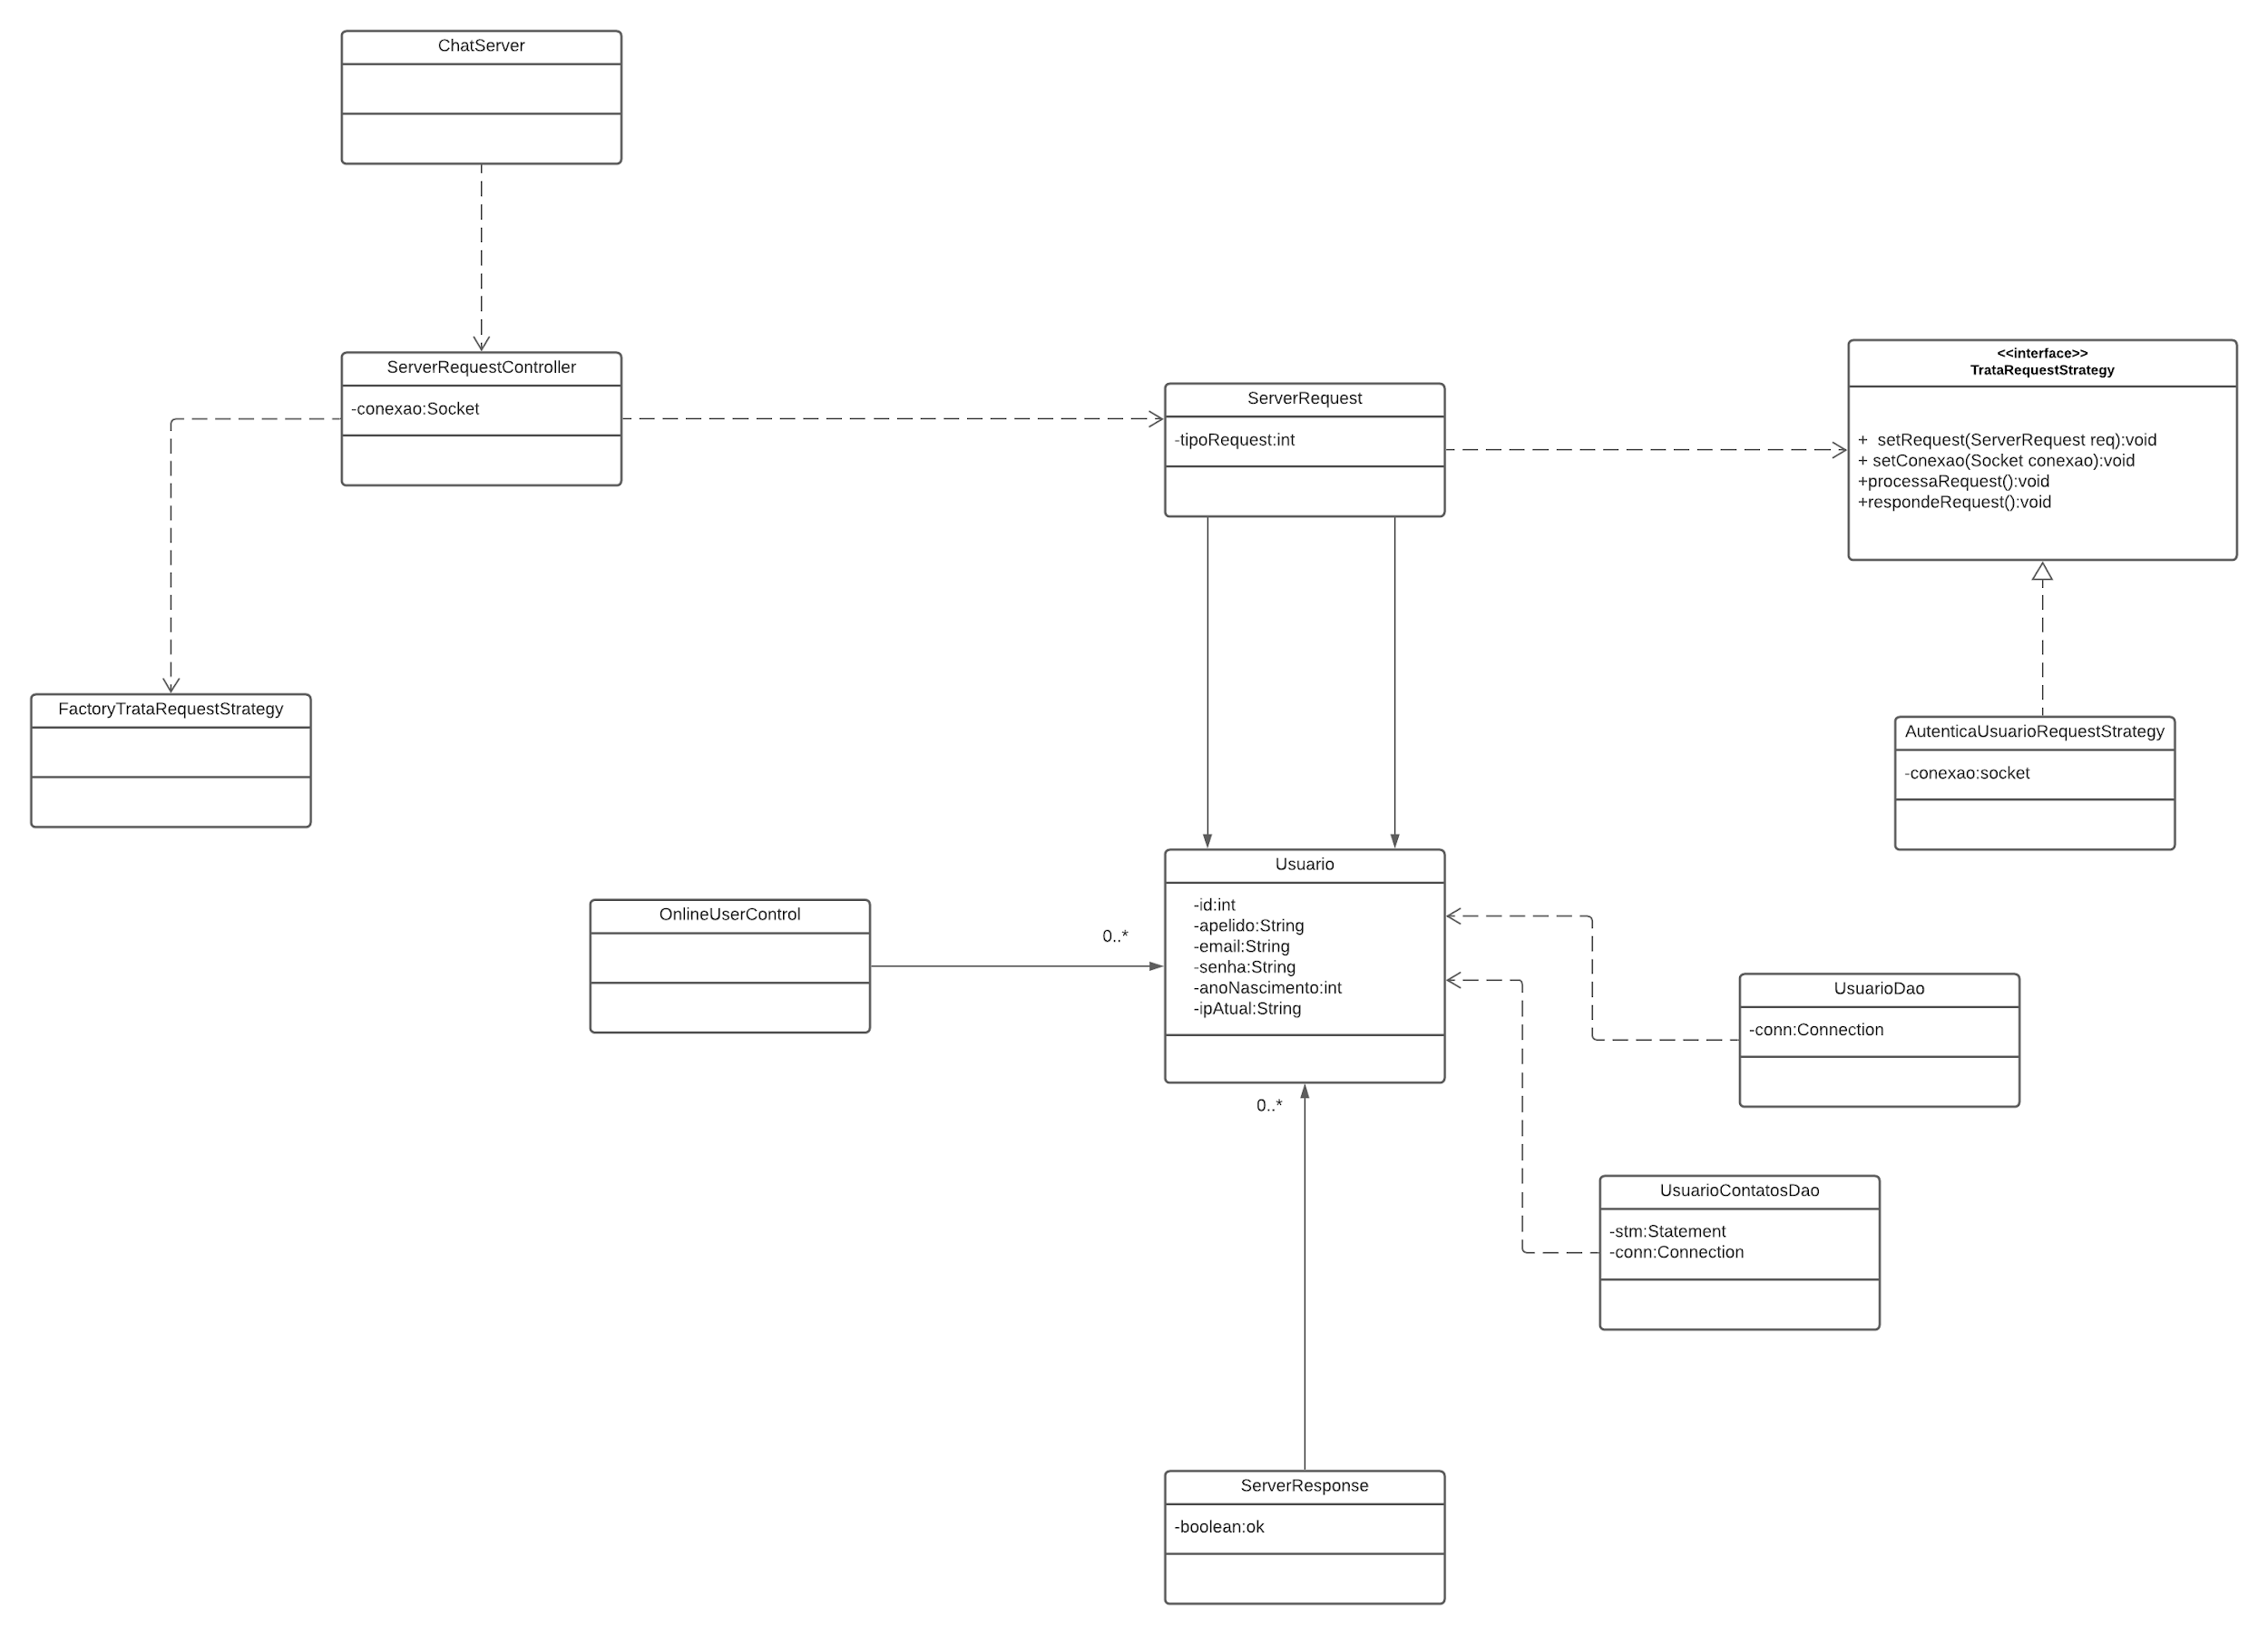 ChatServer
ServerRequestController
-conexao:Socket
ServerRequest
-tipoRequest:int
<<interface>>
TrataRequestStrategy
+  setRequest(ServerRequest req):void
+ setConexao(Socket conexao):void
+processaRequest():void
+respondeRequest():void
FactoryTrataRequestStrategy
AutenticaUsuarioRequestStrategy
-conexao:socket
Usuario
-id:int
-apelido:String
-email:String
-senha:String
-anoNascimento:int
-ipAtual:String
OnlineUserControl
0..*
UsuarioDao
-conn:Connection
0..*
UsuarioContatosDao
-stm:Statement
-conn:Connection
ServerResponse
-boolean:ok